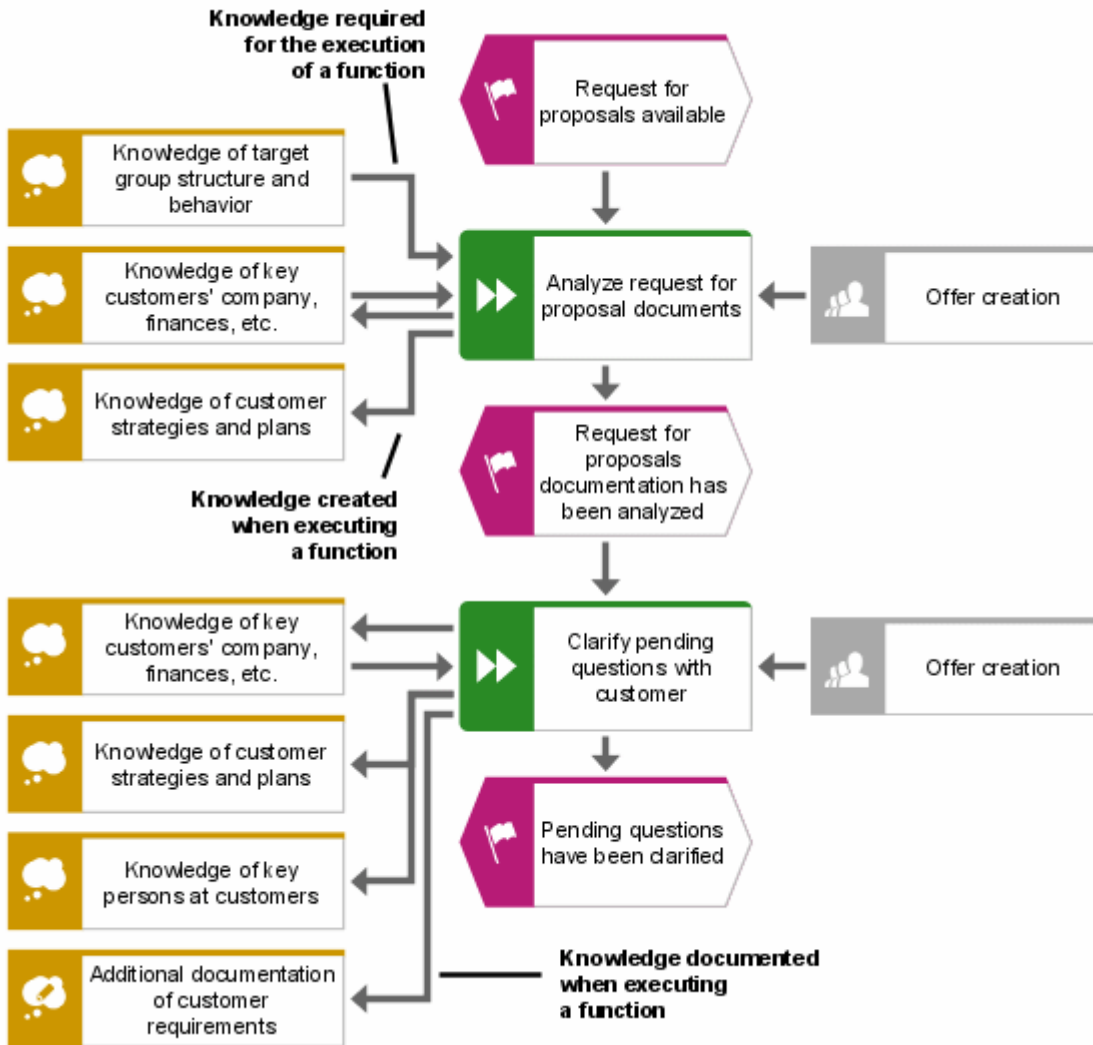 Knowledge required
for the execution
of a function
Request for
proposals available
Knowledge of target
group structure and
behavior
Knowledge of key
customers' company,
finances, etc.
Analyze request for
proposal documents
Offer creation
Knowledge of customer
strategies and plans
Request for
proposals
documentation has
been analyzed
Knowledge created
when executing
a function
Knowledge of key
customers' company,
finances, etc.
Clarify pending
questions with
customer
Offer creation
Knowledge of customer
strategies and plans
Pending questions
have been clarified
Knowledge of key
persons at customers
Additional documentation
of customer
requirements
Knowledge documented
when executing
a function